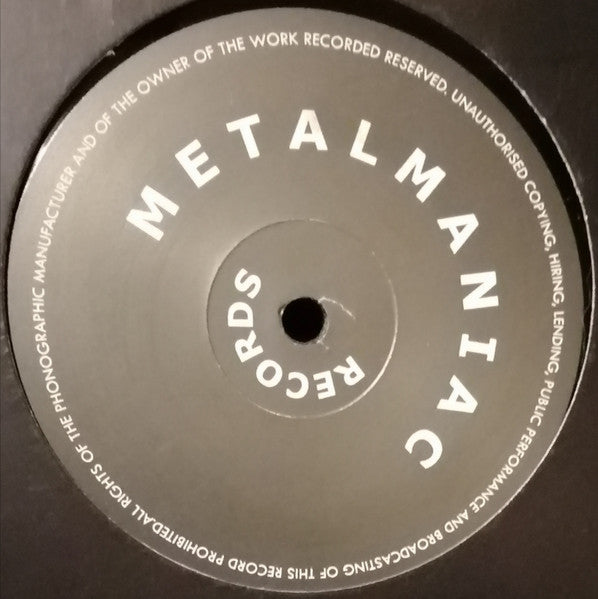 METALMANIAC
RECORDS
ALL RIGHTS OF THE PHONOGRAPHIC MANUFACTURER AND OF THE OWNER OF THE WORK RECORDED RESERVED. UNAUTHORISED COPYING, HIRING, LENDING, PUBLIC PERFORMANCE AND BROADCASTING OF THIS RECORD PROHIBITED